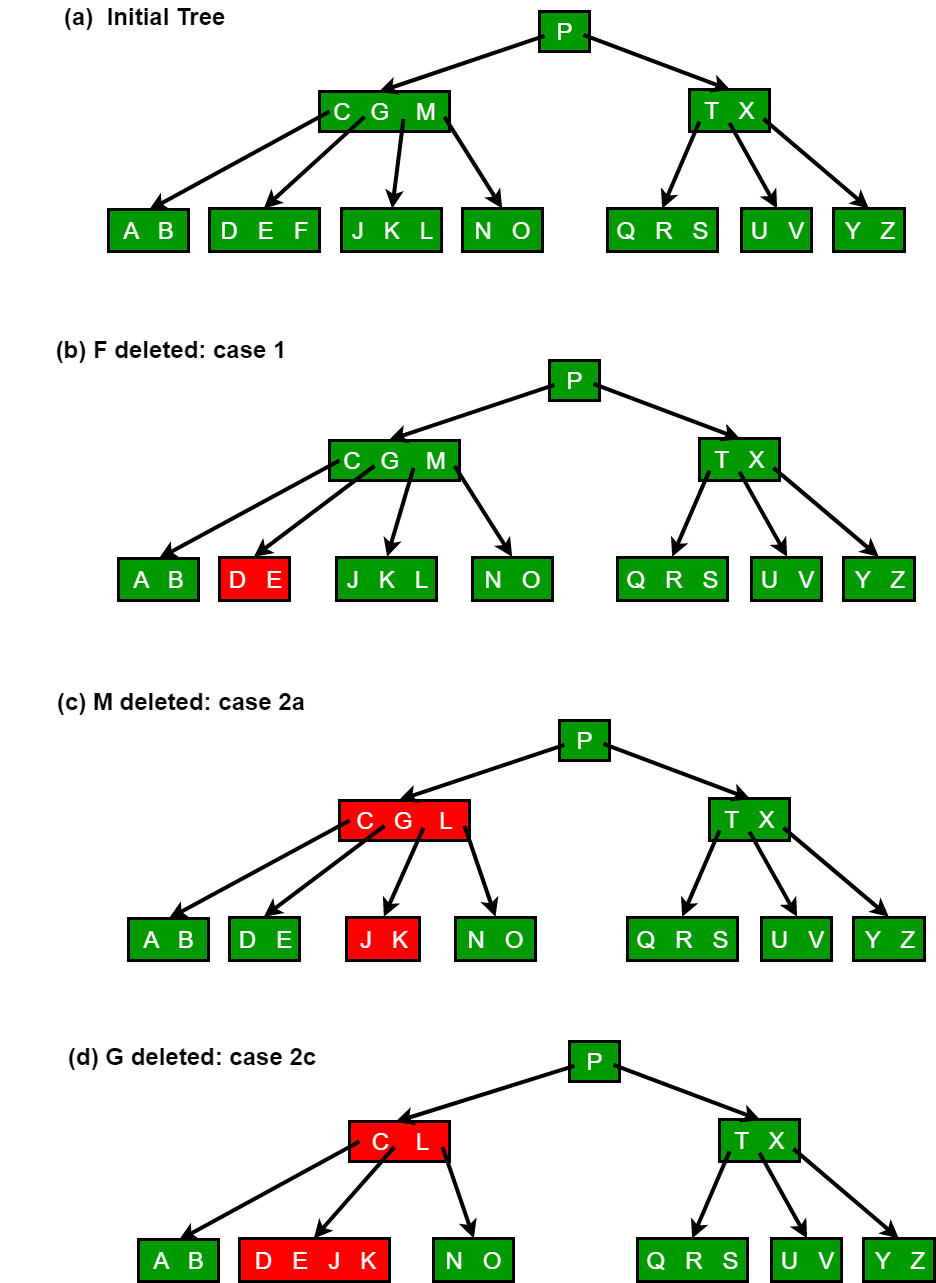 (a) Initial Tree
P
C G M
T X
A B
D E F
J K L
N O
Q R S
U V
Y Z
(b) F deleted: case 1
P
C G M
T X
A B
D E
J K L
N O
Q R S
U V
Y Z
(c) M deleted: case 2a
P
C G L
T X
A B
D E
J K
N O
Q R S
U V
Y Z
(d) G deleted: case 2c
P
C L
T X
A B
D E J K
N O
Q R S
U V
Y Z